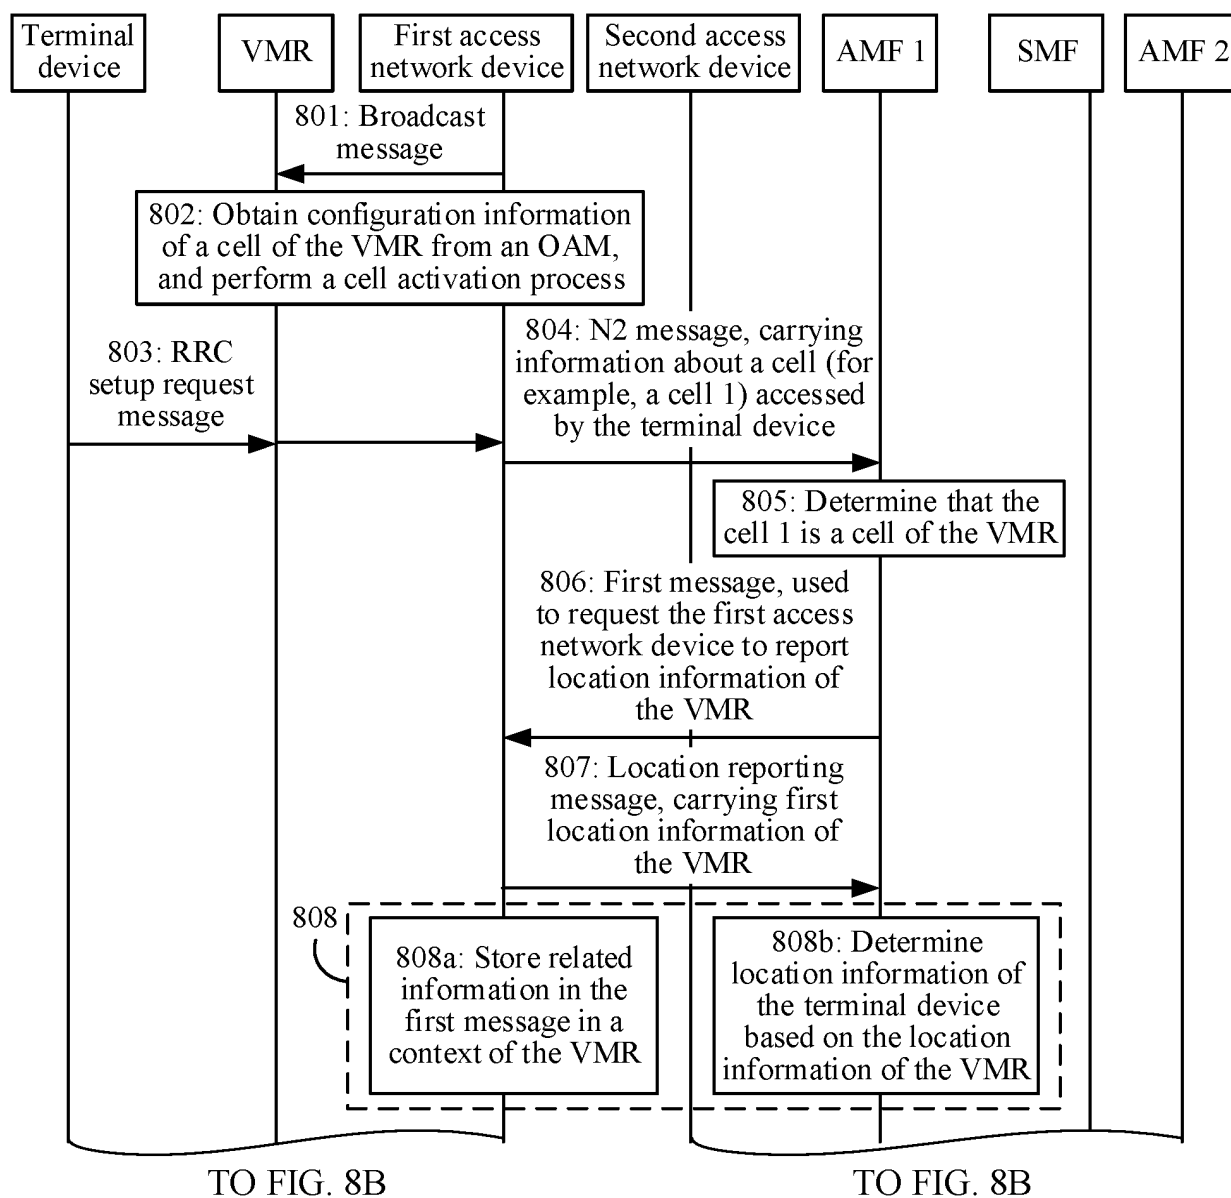 Terminal
device
VMR
First access
network device
Second access
network device
AMF 1
SMF
AMF 2
801: Broadcast
message
802: Obtain configuration information
of a cell of the VMR from an OAM,
and perform a cell activation process
803: RRC
setup request
message
804: N2 message, carrying
information about a cell (for
example, a cell 1) accessed
by the terminal device
805: Determine that the
cell 1 is a cell of the VMR
806: First message, used
to request the first access
network device to report
location information of
the VMR
807: Location reporting
message, carrying first
location information of
the VMR
808
808a: Store related
information in the
first message in a
context of the VMR
808b: Determine
location information of
the terminal device
based on the location
information of the VMR
TO FIG. 8B
TO FIG. 8B